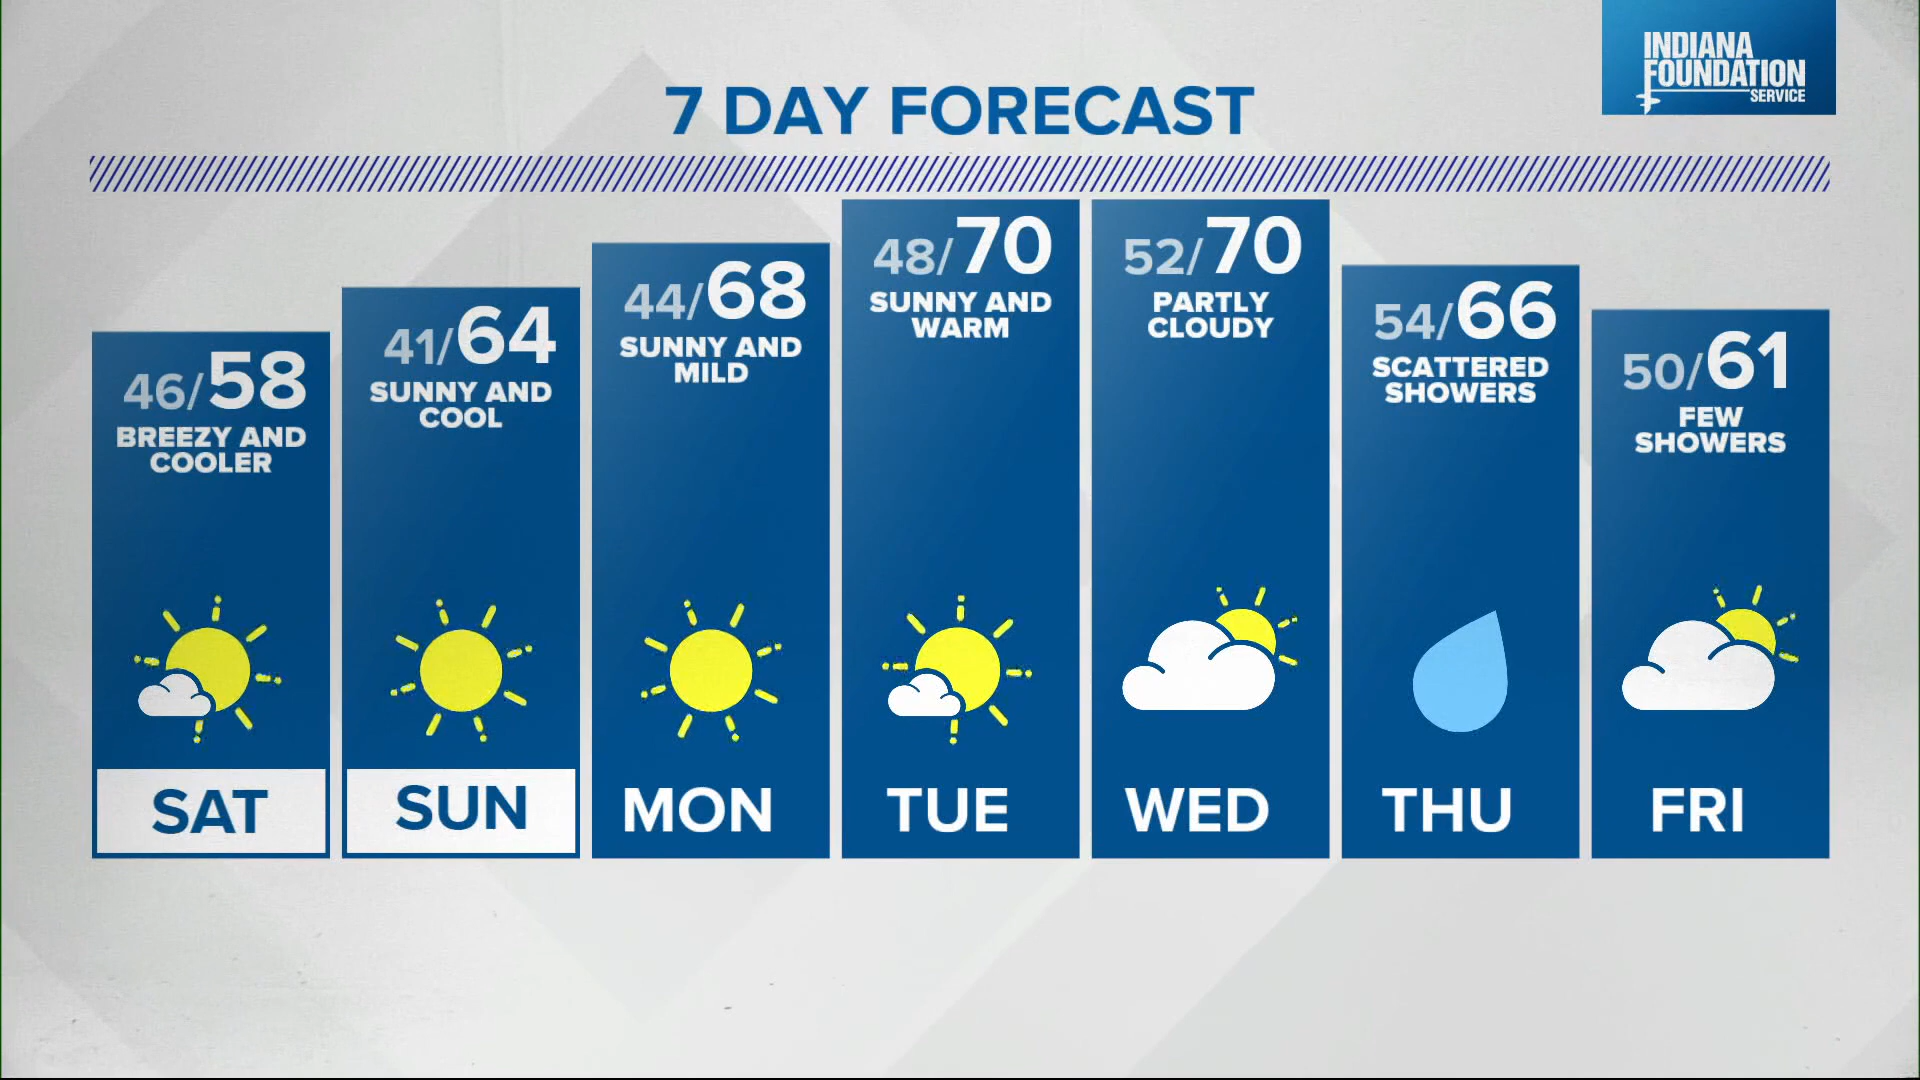 INDIANA
FOUNDATION
SERVICE
7 DAY FORECAST
46/58
BREEZY AND
COOLER
SAT
41/64
SUNNY AND
COOL
SUN
44/68
SUNNY AND
MILD
MON
48/70
SUNNY AND
WARM
TUE
52/70
PARTLY
CLOUDY
WED
54/66
SCATTERED
SHOWERS
THU
50/61
FEW
SHOWERS
FRI